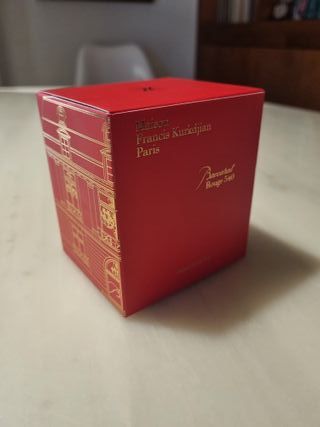 Maison
Francis Kurkdjian
Paris
Baccarat
Rouge 540